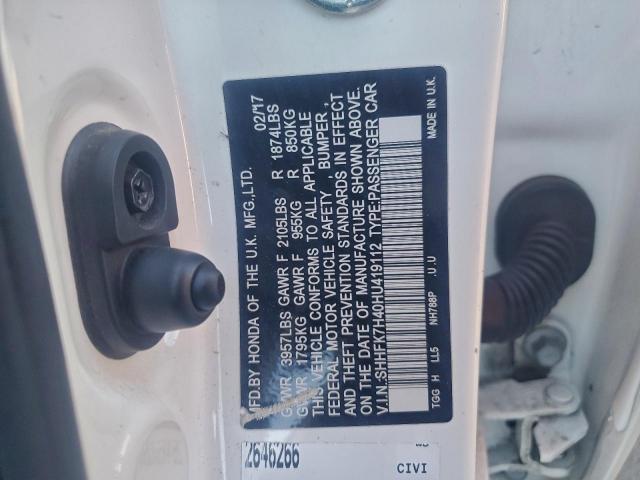 MFD.BY HONDA OF THE U.K. MFG.,LTD. 02/17
GVWR 3957LBS GAWR F 2105LBS R 1874LBS
GVWR 1795KG GAWR F 955KG R 850KG
THIS VEHICLE CONFORMS TO ALL APPLICABLE
FEDERAL MOTOR VEHICLE SAFETY , BUMPER ,
AND THEFT PREVENTION STANDARDS IN EFFECT
ON THE DATE OF MANUFACTURE SHOWN ABOVE.
V.I.N.:SHHFK7H40HU419112 TYPE:PASSENGER CAR
TGG H LL5 NH788P .U.U MADE IN U.K.
2646266
CIVI